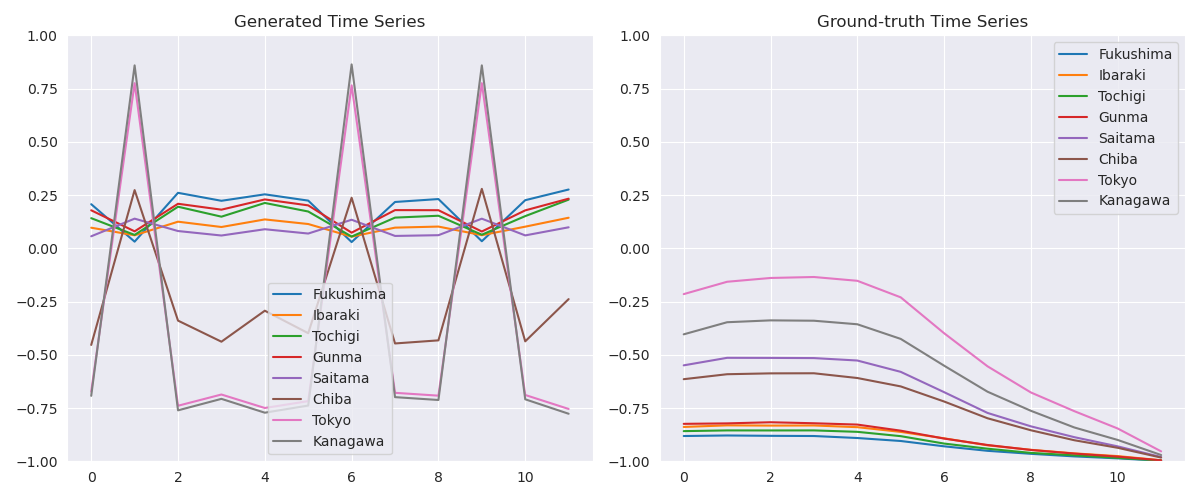 Generated Time Series
1.00
0.75
0.50
0.25
0.00
−0.25
−0.50
−0.75
−1.00
0 2 4 6 8 10
Fukushima
Ibaraki
Tochigi
Gunma
Saitama
Chiba
Tokyo
Kanagawa
Ground-truth Time Series
1.00
0.75
0.50
0.25
0.00
−0.25
−0.50
−0.75
−1.00
0 2 4 6 8 10
Fukushima
Ibaraki
Tochigi
Gunma
Saitama
Chiba
Tokyo
Kanagawa